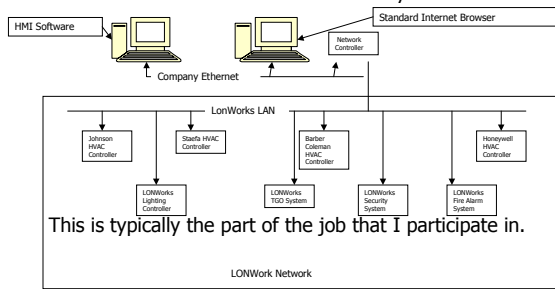 HMI Software
Standard Internet Browser
Network
Controller
Company Ethernet
LonWorks LAN
Johnson
HVAC
Controller
Staefa HVAC
Controller
Barber
Coleman
HVAC
Controller
Honeywell
HVAC
Controller
LONWorks
Lighting
Controller
LONWorks
TGO System
LONWorks
Security
System
LONWorks
Fire Alarm
System
This is typically the part of the job that I participate in.
LONWork Network